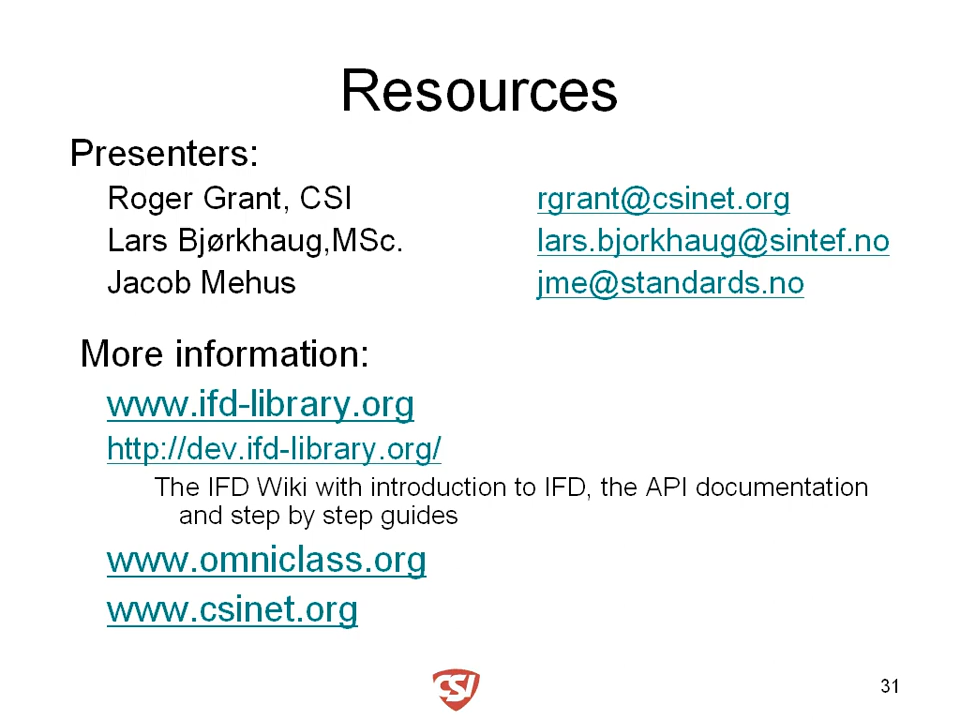 Resources
Presenters:
Roger Grant, CSI rgrant@csinet.org
Lars Bjørkhaug,MSc. lars.bjorkhaug@sintef.no
Jacob Mehus jme@standards.no
More information:
www.ifd-library.org
http://dev.ifd-library.org/
The IFD Wiki with introduction to IFD, the API documentation
and step by step guides
www.omniclass.org
www.csinet.org
CSI
31